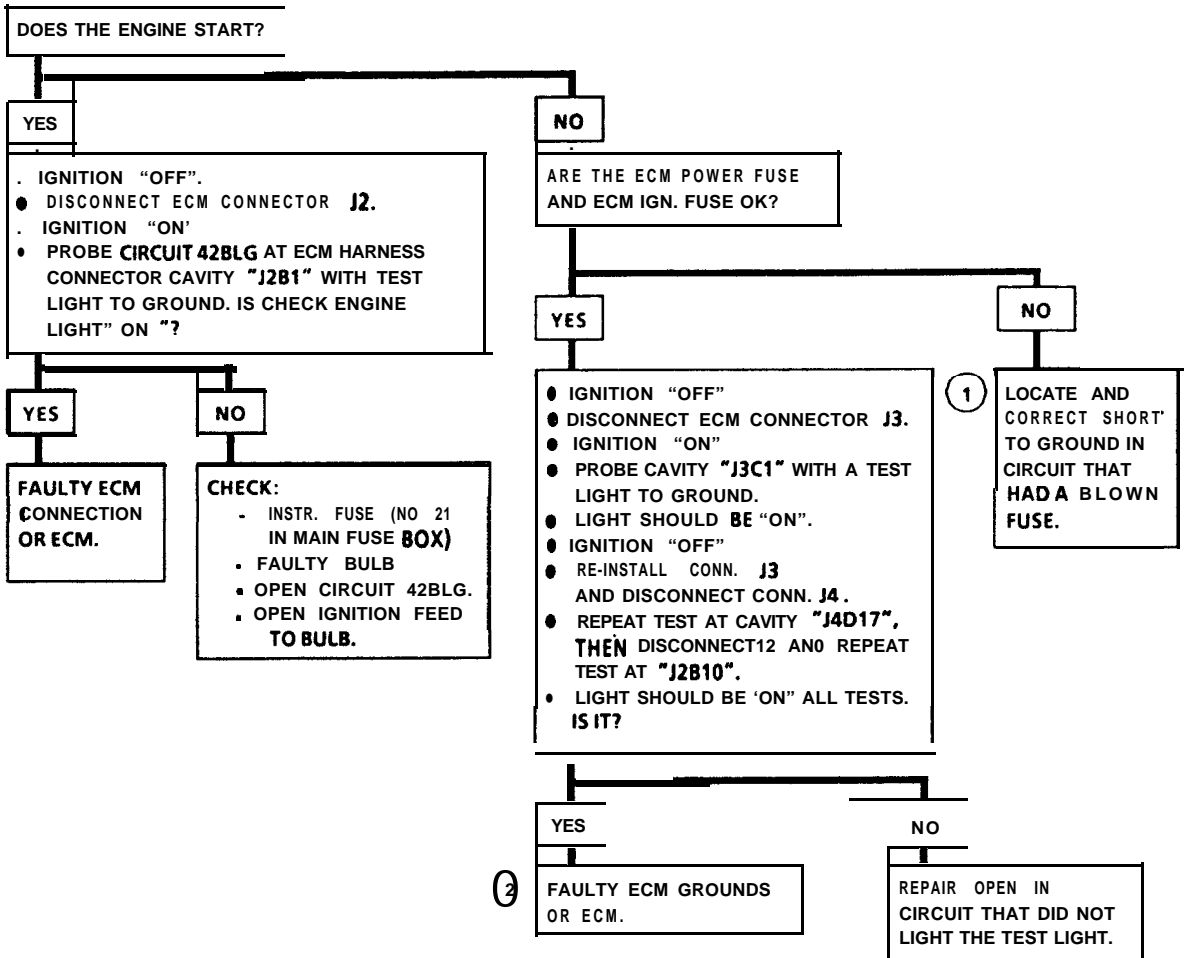 DOES THE ENGINE START?
YES
NO
. IGNITION “OFF”.
● DISCONNECT ECM CONNECTOR J2.
. IGNITION “ON’
● PROBE CIRCUIT 42BLG AT ECM HARNESS
CONNECTOR CAVITY "J2B1" WITH TEST
LIGHT TO GROUND. IS CHECK ENGINE
LIGHT” ON "?
YES
NO
FAULTY ECM
CONNECTION
OR ECM.
CHECK:
- INSTR. FUSE (NO 21
IN MAIN FUSE BOX)
• FAULTY BULB
• OPEN CIRCUIT 42BLG.
• OPEN IGNITION FEED
TO BULB.
ARE THE ECM POWER FUSE
AND ECM IGN. FUSE OK?
YES
NO
● IGNITION “OFF”
● DISCONNECT ECM CONNECTOR J3.
● IGNITION “ON”
● PROBE CAVITY "J3C1" WITH A TEST
LIGHT TO GROUND.
● LIGHT SHOULD BE “ON”.
● IGNITION “OFF”
● RE-INSTALL CONN. J3
AND DISCONNECT CONN. J4.
● REPEAT TEST AT CAVITY "J4D17",
THEN DISCONNECT12 AN0 REPEAT
TEST AT "J2B10".
● LIGHT SHOULD BE ‘ON” ALL TESTS.
IS IT?
1
LOCATE AND
CORRECT SHORT'
TO GROUND IN
CIRCUIT THAT
HAD A BLOWN
FUSE.
YES
NO
2
FAULTY ECM GROUNDS
OR ECM.
REPAIR OPEN IN
CIRCUIT THAT DID NOT
LIGHT THE TEST LIGHT.